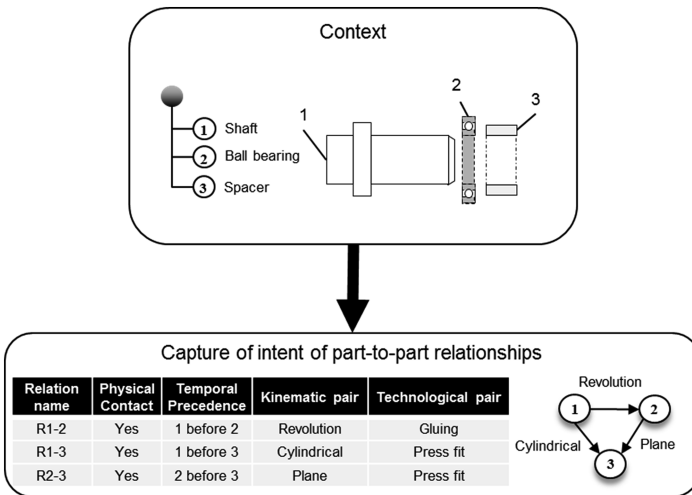 Context
1 Shaft
2 Ball bearing
3 Spacer
1
2
3
Capture of intent of part-to-part relationships
Relation name Physical Contact Temporal Precedence Kinematic pair Technological pair
R1-2 Yes 1 before 2 Revolution Gluing
R1-3 Yes 1 before 3 Cylindrical Press fit
R2-3 Yes 2 before 3 Plane Press fit
Revolution
1 2
Cylindrical Plane
3